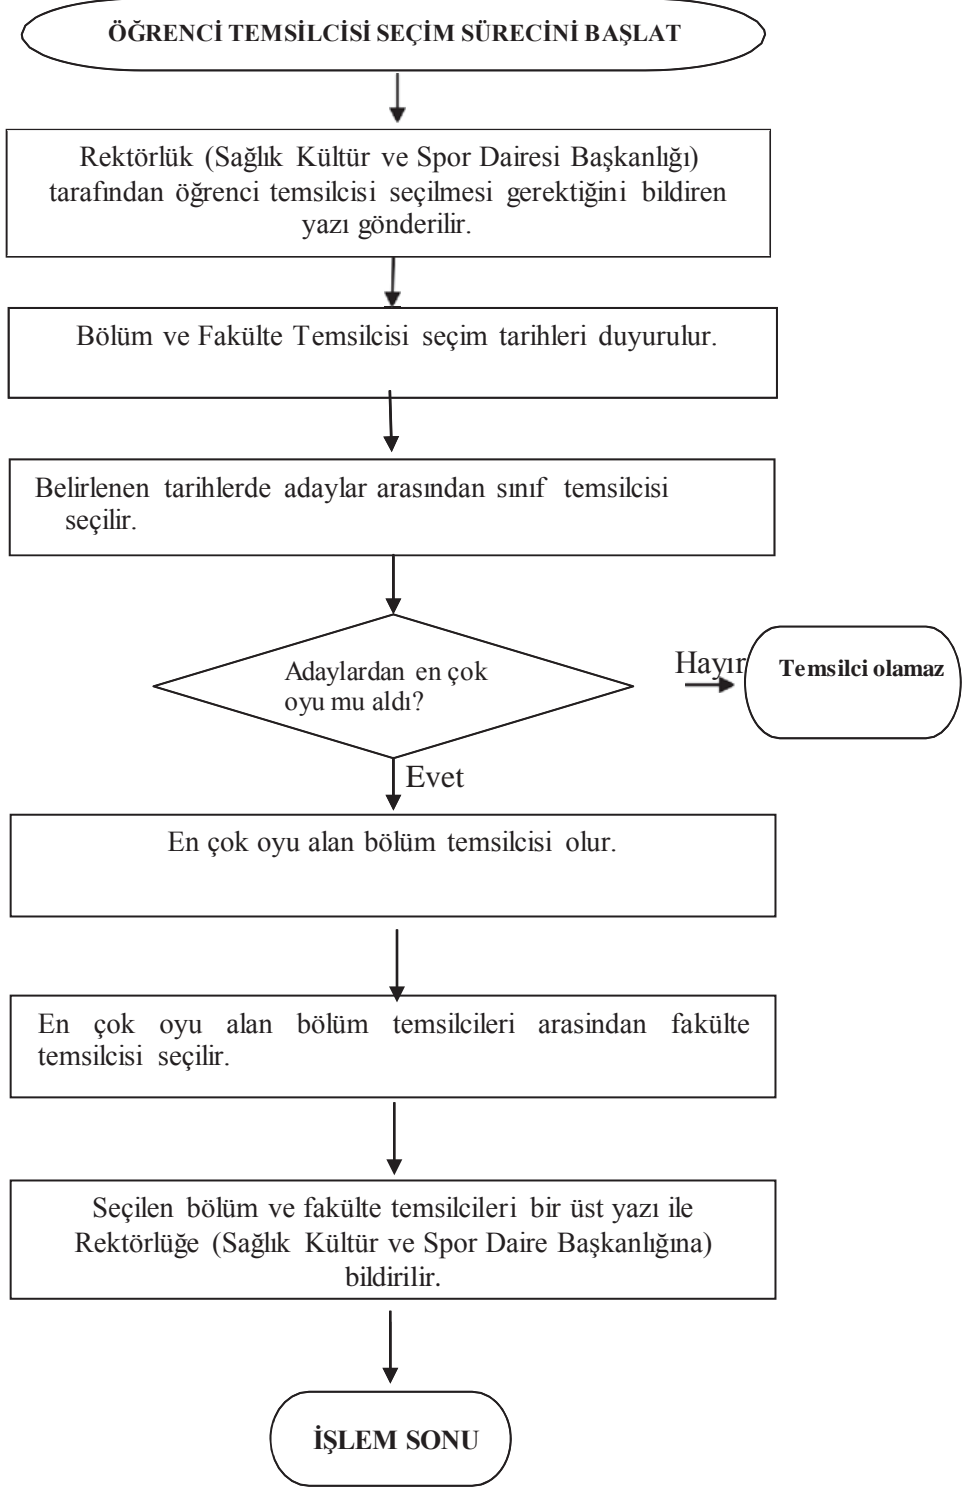 ÖĞRENCİ TEMSİLCİSİ SEÇİM SÜRECİNİ BAŞLAT
Rektörlük (Sağlık Kültür ve Spor Dairesi Başkanlığı)
tarafından öğrenci temsilcisi seçilmesi gerektiğini bildiren
yazı gönderilir.
Bölüm ve Fakülte Temsilcisi seçim tarihleri duyurulur.
Belirlenen tarihlerde adaylar arasından sınıf temsilcisi
seçilir.
Adaylardan en çok
oyu mu aldı?
Hayır
Temsilci olamaz
Evet
En çok oyu alan bölüm temsilcisi olur.
En çok oyu alan bölüm temsilcileri arasindan fakülte
temsilcisi seçilir.
Seçilen bölüm ve fakülte temsilcileri bir üst yazı ile
Rektörlüğe (Sağlık Kültür ve Spor Daire Başkanlığına)
bildirilir.
İŞLEM SONU